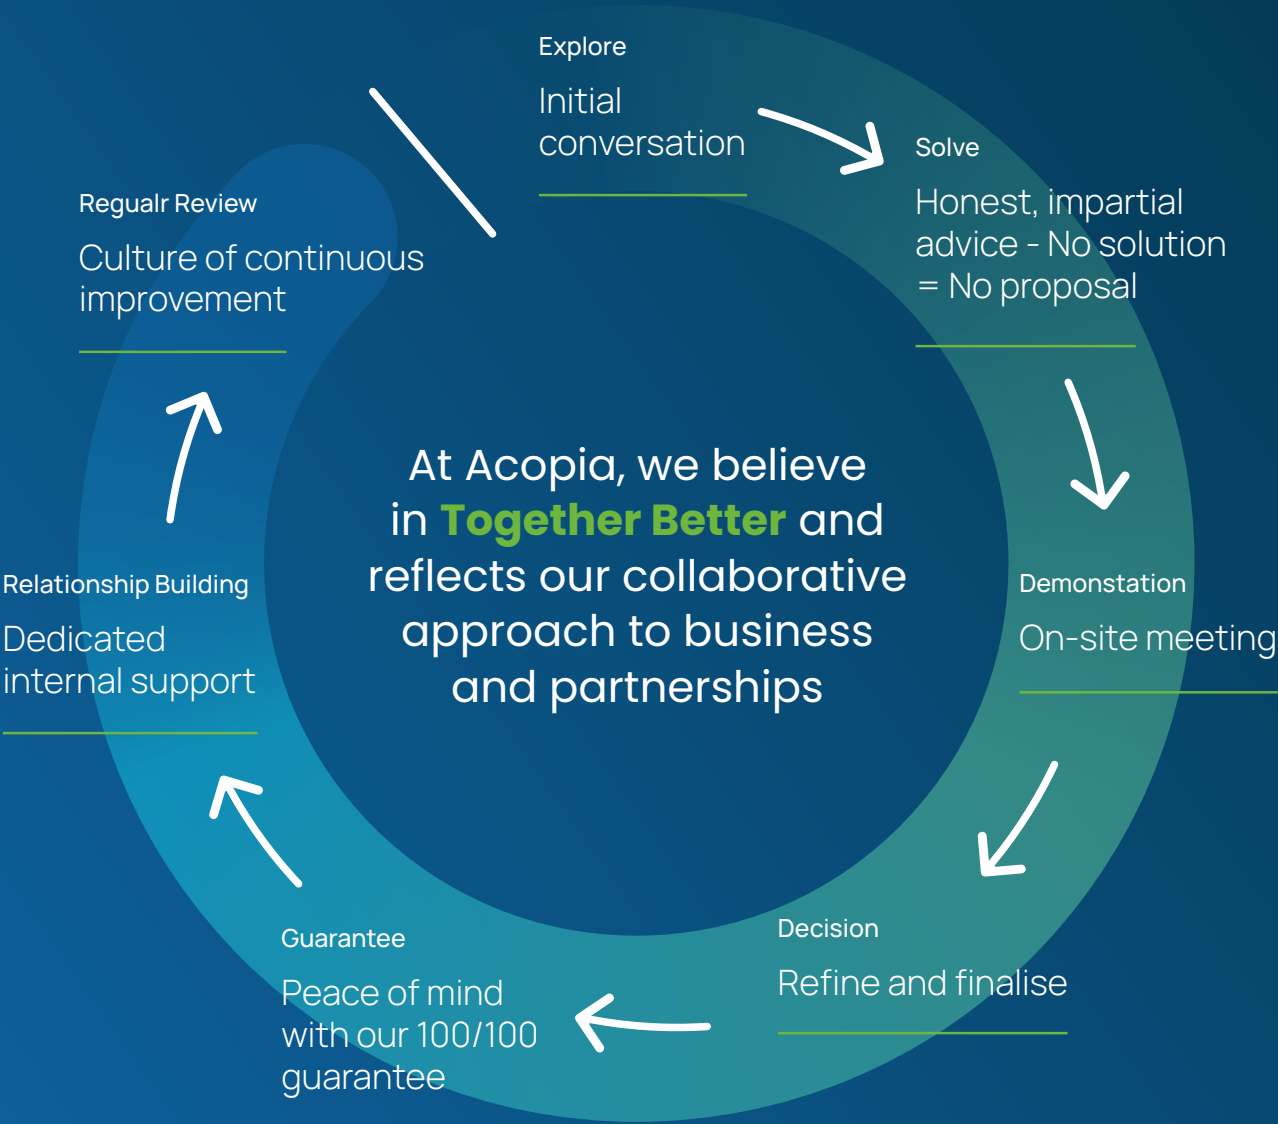 Explore
Initial
conversation
Solve
Honest, impartial
advice - No solution
= No proposal
Demonstation
On-site meeting
Decision
Refine and finalise
Guarantee
Peace of mind
with our 100/100
guarantee
Relationship Building
Dedicated
internal support
Regualr Review
Culture of continuous
improvement
At Acopia, we believe
in Together Better and
reflects our collaborative
approach to business
and partnerships